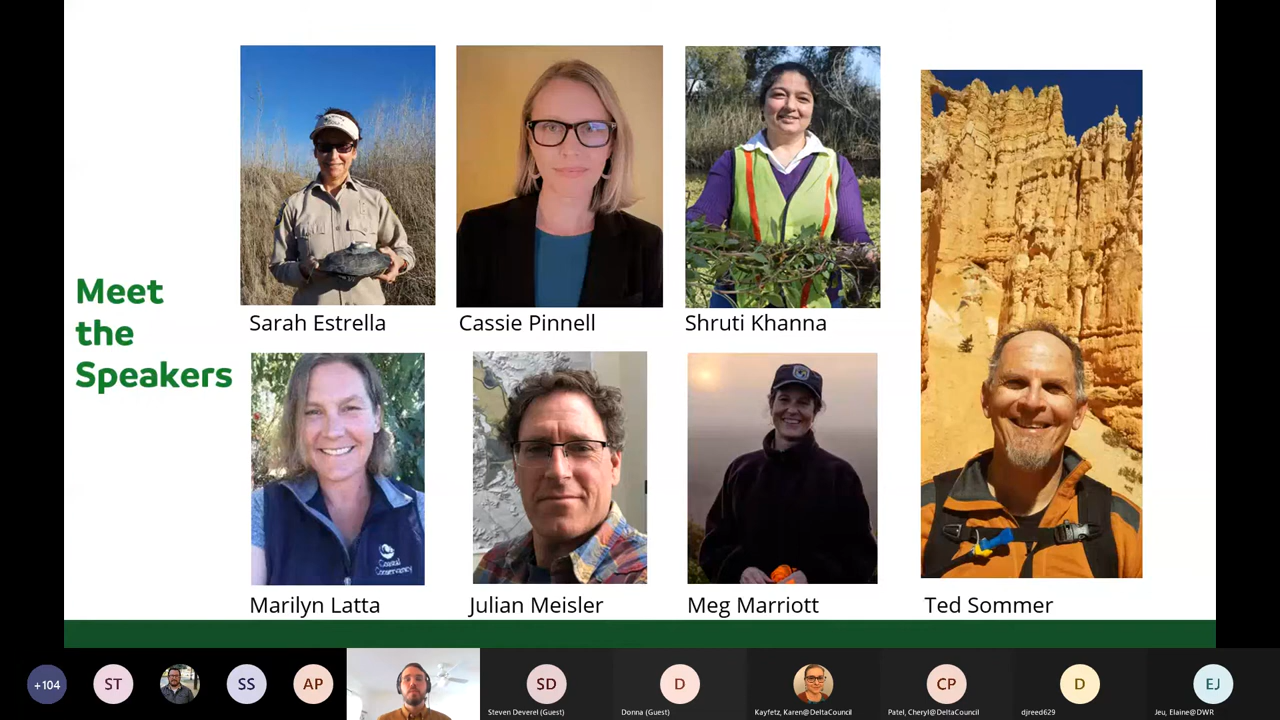 Meet
the
Speakers
Sarah Estrella
Cassie Pinnell
Shruti Khanna
Coastal
Conservancy
Marilyn Latta
Julian Meisler
Meg Marriott
Ted Sommer
+104
ST
SS
AP
SD
Steven Deverel (Guest)
D
Donna (Guest)
Kayfetz, Karen@DeltaCouncil
CP
Patel, Cheryl@DeltaCouncil
D
djreed629
EJ
Jeu, Elaine@DWR